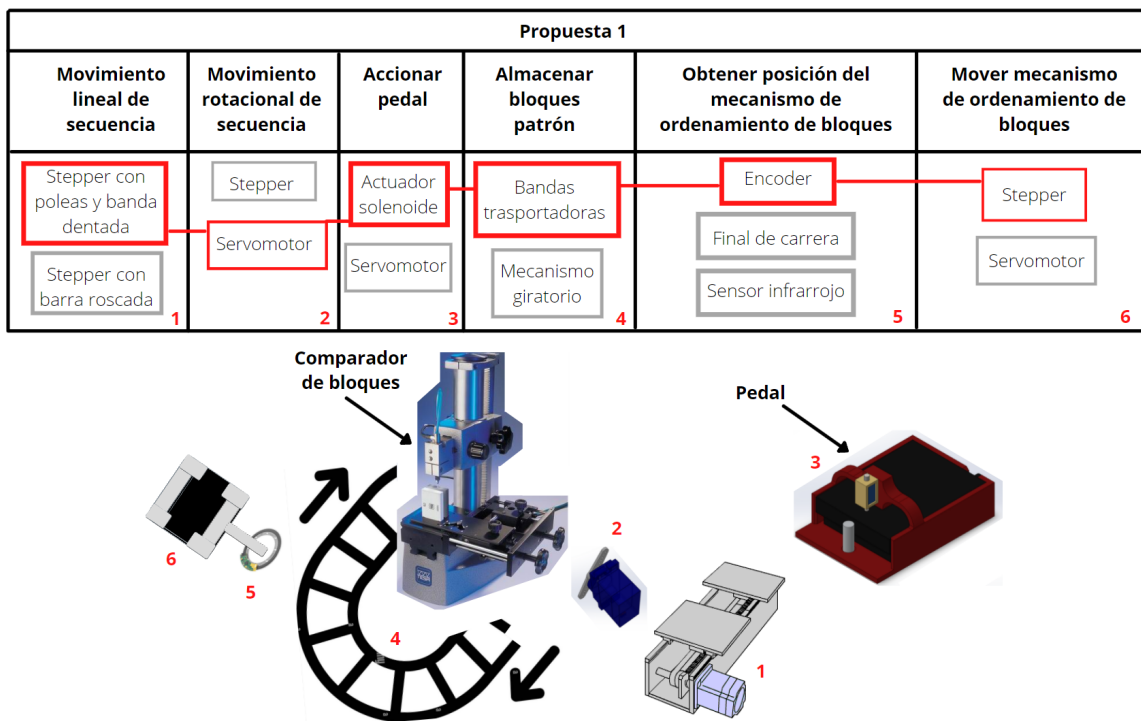 Propuesta 1
Movimiento
lineal de
secuencia
Movimiento
rotacional de
secuencia
Accionar
pedal
Almacenar
bloques
patrón
Obtener posición del
mecanismo de
ordenamiento de bloques
Mover mecanismo
de ordenamiento de
bloques
Stepper con
poleas y banda
dentada
Stepper con
barra roscada
1
Stepper
Servomotor
2
Actuador
solenoide
Servomotor
3
Bandas
trasportadoras
Mecanismo
giratorio
4
Encoder
Final de carrera
Sensor infrarrojo
5
Stepper
Servomotor
6
Comparador
de bloques
Pedal
3
2
6
5
4
1